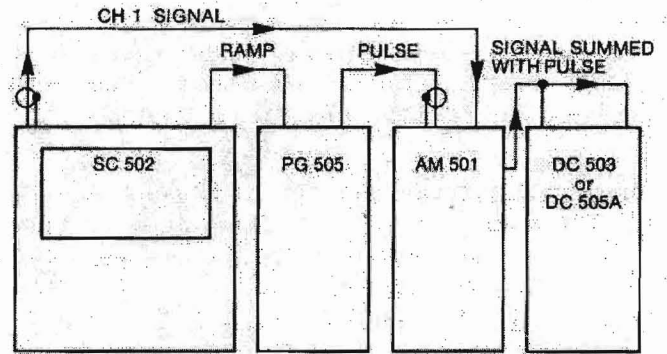 CH 1 SIGNAL
RAMP
PULSE
SIGNAL SUMMED
WITH PULSE
SC 502
PG 505
AM 501
DC 503
or
DC 505A